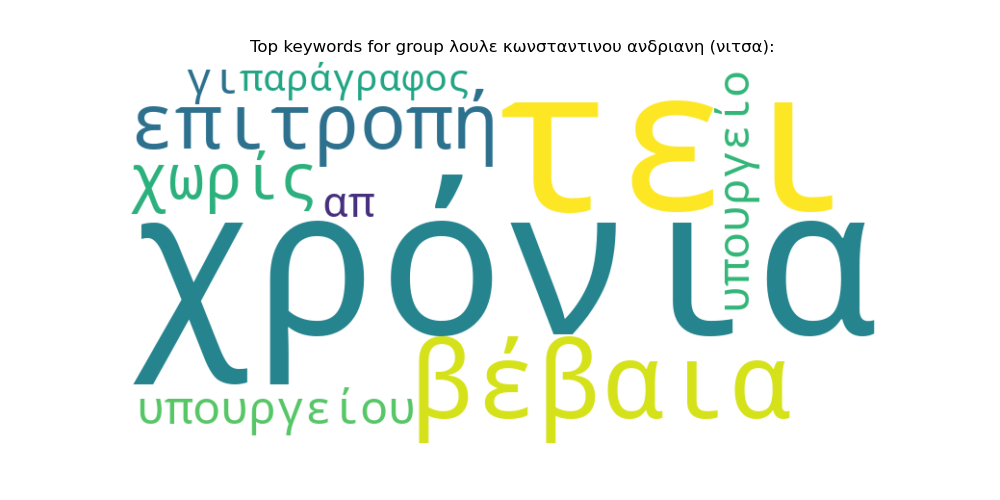 Top keywords for group λουλε κωνσταντινου ανδριανη (νιτσα):
γι παράγραφος
επιτροπή τει
υπουργείο
χωρίς απ
χρόνια
βέβαια
υπουργείου